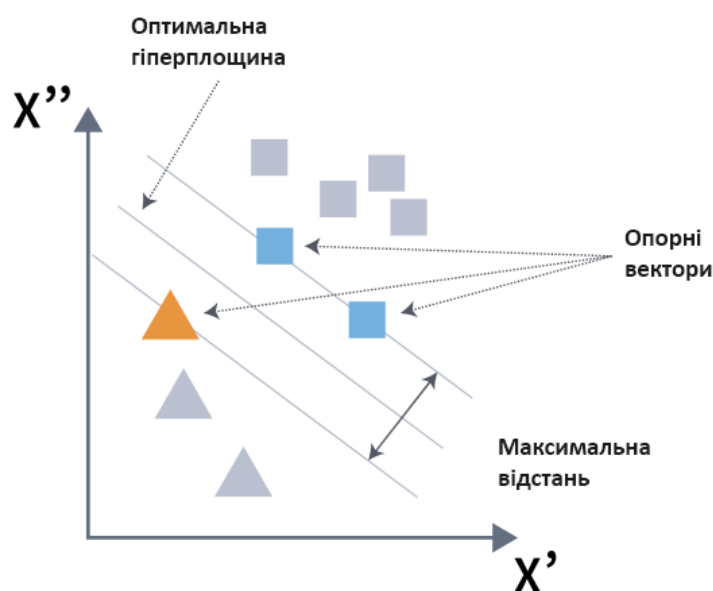 Оптимальна
гіперплощина
X’’
Опорні
вектори
Максимальна
відстань
X’